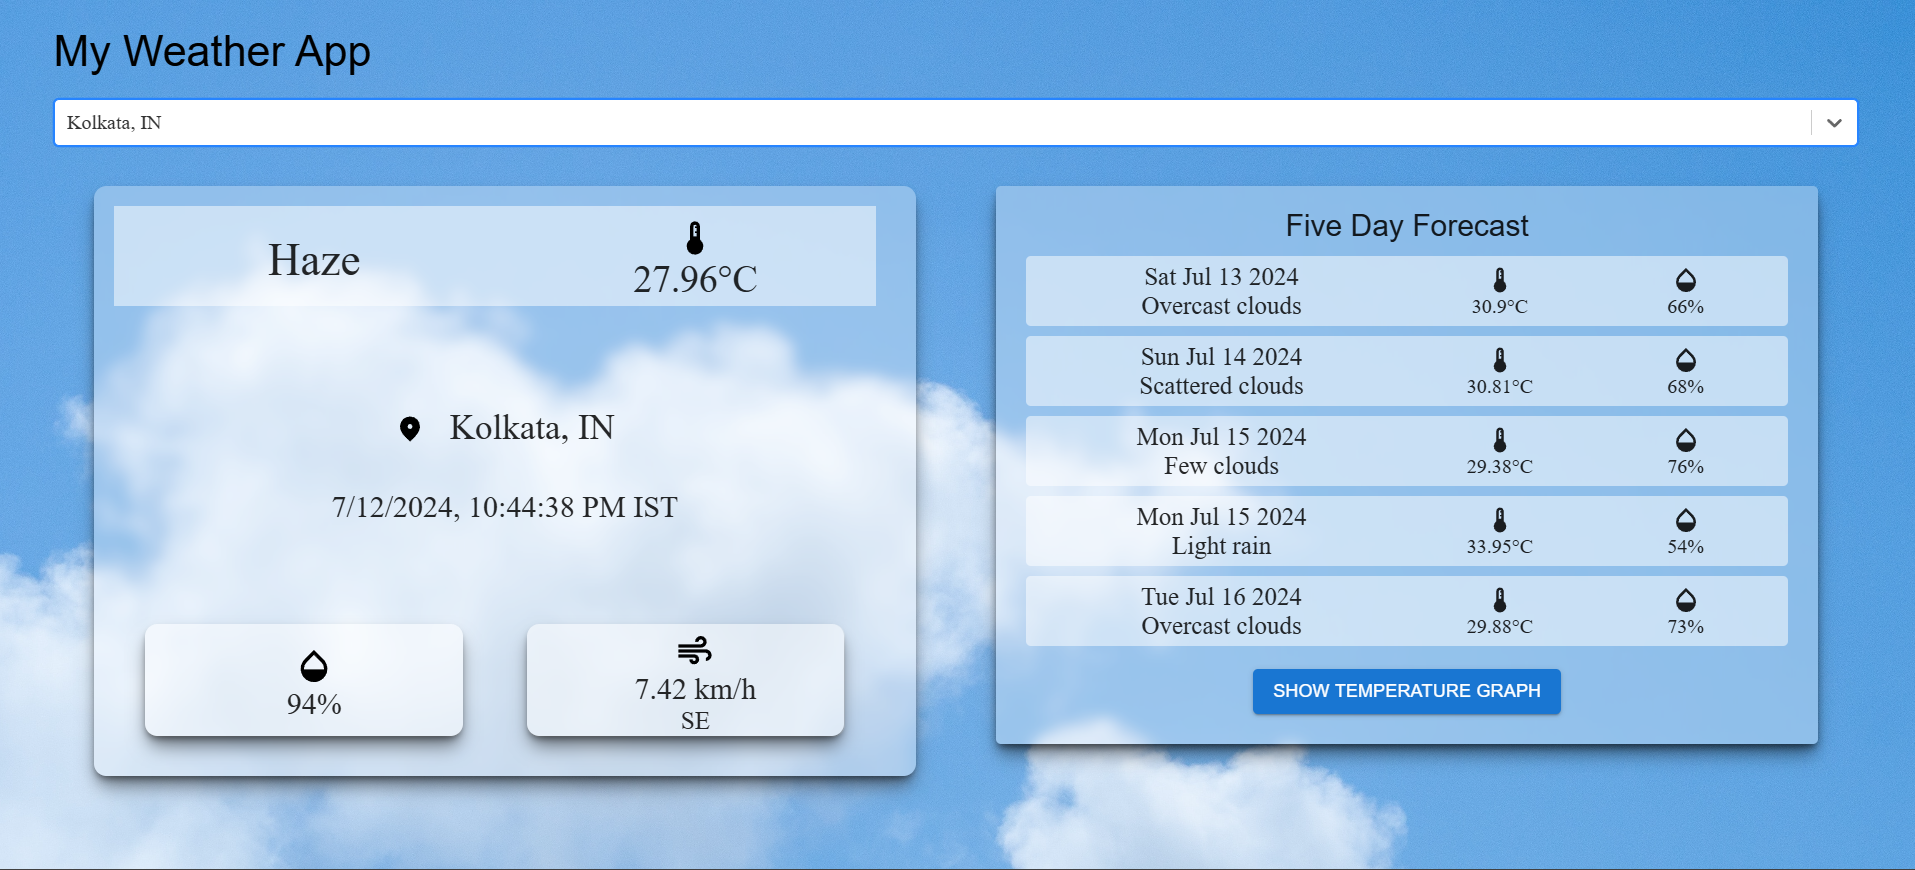 My Weather App
Kolkata, IN
Haze
27.96°C
Kolkata, IN
7/12/2024, 10:44:38 PM IST
94%
7.42 km/h
SE
Five Day Forecast
Sat Jul 13 2024
Overcast clouds
30.9°C
66%
Sun Jul 14 2024
Scattered clouds
30.81°C
68%
Mon Jul 15 2024
Few clouds
29.38°C
76%
Mon Jul 15 2024
Light rain
33.95°C
54%
Tue Jul 16 2024
Overcast clouds
29.88°C
73%
SHOW TEMPERATURE GRAPH